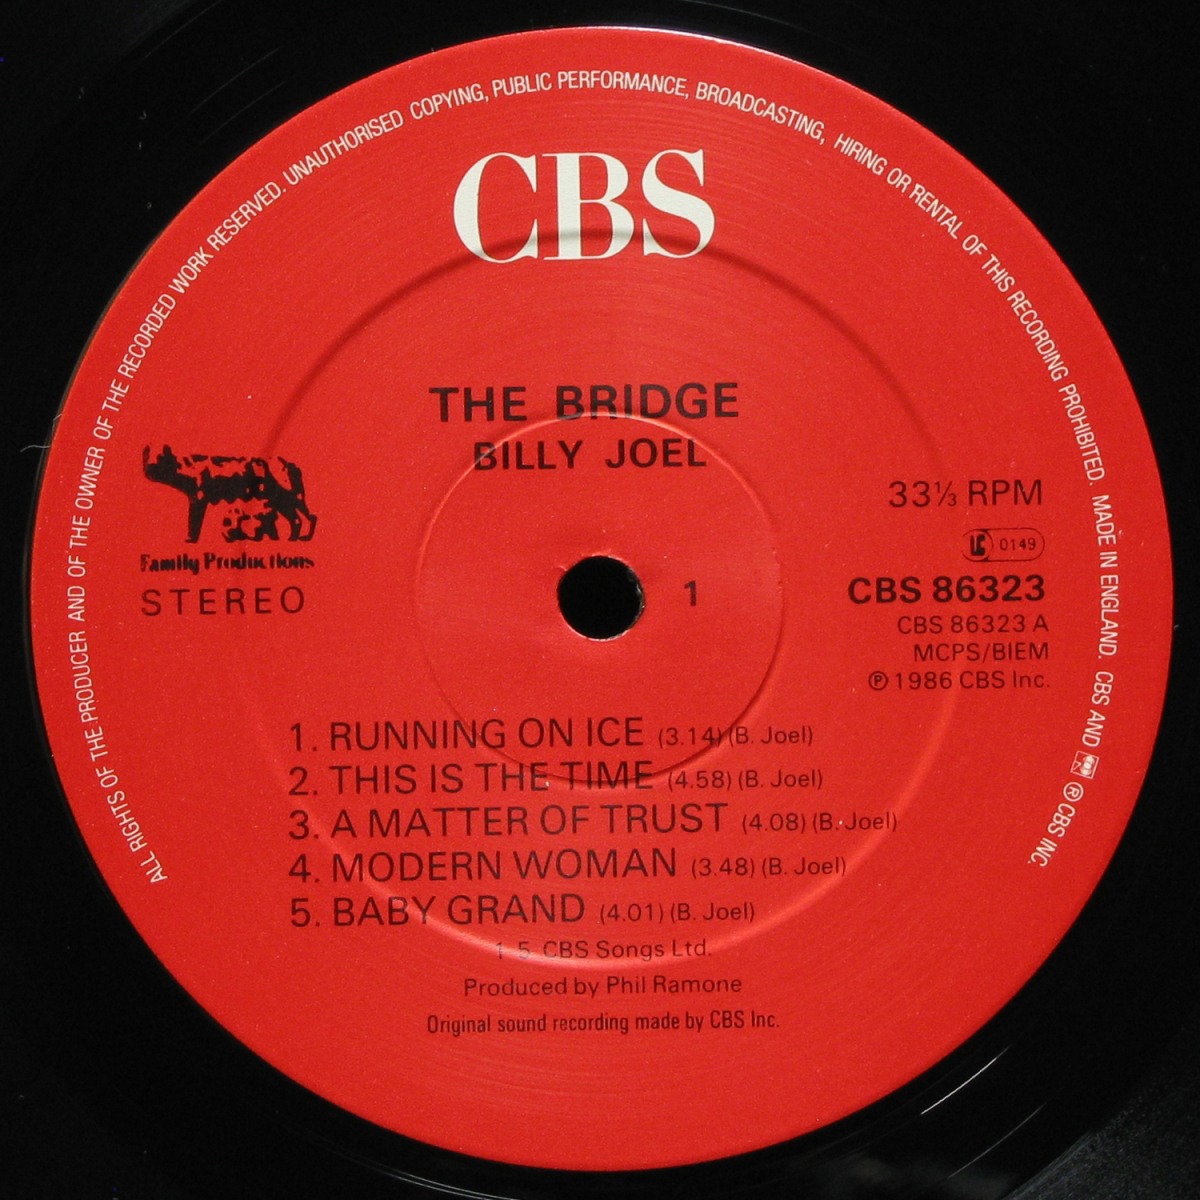 ALL RIGHTS OF THE PRODUCER AND OF THE OWNER OF THE RECORDED WORK RESERVED. UNAUTHORISED COPYING, PUBLIC PERFORMANCE, BROADCASTING, HIRING OR RENTAL OF THIS RECORDING PROHIBITED. MADE IN ENGLAND. CBS AND ℗ CBS INC.
CBS
THE BRIDGE
BILLY JOEL
Family Productions
STEREO
1
33⅓ RPM
LC 0149
CBS 86323
CBS 86323 A
MCPS/BIEM
℗ 1986 CBS Inc.
1. RUNNING ON ICE (3.14) (B. Joel)
2. THIS IS THE TIME (4.58) (B. Joel)
3. A MATTER OF TRUST (4.08) (B. Joel)
4. MODERN WOMAN (3.48) (B. Joel)
5. BABY GRAND (4.01) (B. Joel)
1 5 CBS Songs Ltd.
Produced by Phil Ramone
Original sound recording made by CBS Inc.